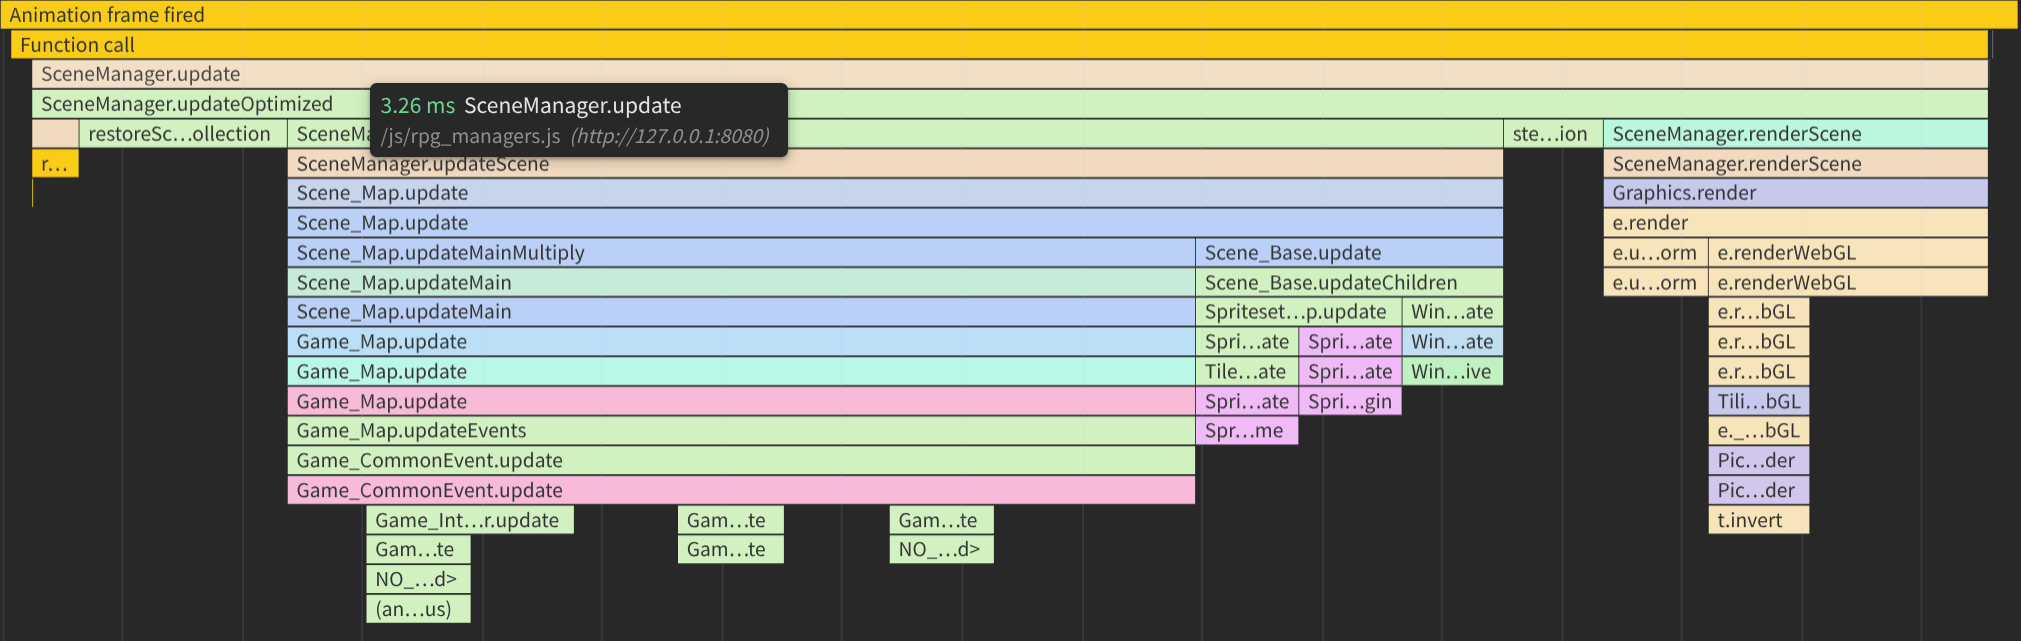 Animation frame fired
Function call
SceneManager.update
SceneManager.updateOptimized
3.26 ms SceneManager.update
/js/rpg_managers.js (http://127.0.0.1:8080)
restoreSc…ollection SceneMa ste…ion SceneManager.renderScene
r… SceneManager.updateScene SceneManager.renderScene
Scene_Map.update Graphics.render
Scene_Map.update e.render
Scene_Map.updateMainMultiply Scene_Base.update e.u…orm e.renderWebGL
Scene_Map.updateMain Scene_Base.updateChildren e.u…orm e.renderWebGL
Scene_Map.updateMain Spriteset…p.update Win…ate e.r…bGL
Game_Map.update Spri…ate Spri…ate Win…ate e.r…bGL
Game_Map.update Tile…ate Spri…ate Win…ive e.r…bGL
Game_Map.update Spri…ate Spri…gin Tili…bGL
Game_Map.updateEvents Spr…me e._…bGL
Game_CommonEvent.update Pic…der
Game_CommonEvent.update Pic…der
Game_Int…r.update Gam…te Gam…te t.invert
Gam…te Gam…te NO_…d>
NO_…d>
(an…us)